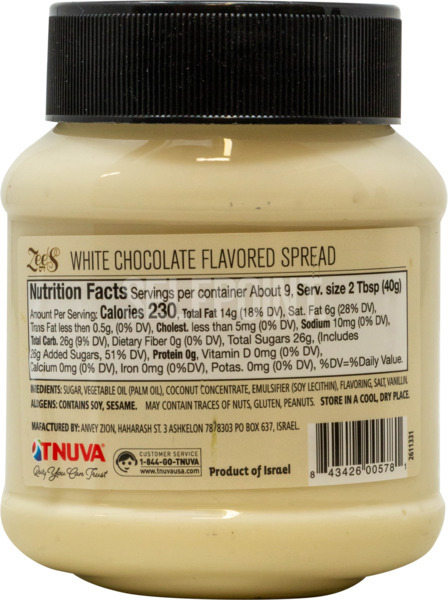 Zee's WHITE CHOCOLATE FLAVORED SPREAD
Nutrition Facts Servings per container About 9, Serv. size 2 Tbsp (40g)
Amount Per Serving: Calories 230, Total Fat 14g (18% DV), Sat. Fat 6g (28% DV),
Trans Fat less then 0.5g, (0% DV), Cholest. less than 5mg (0% DV), Sodium 10mg (0% DV),
Total Carb. 26g (9% DV), Dietary Fiber 0g (0% DV), Total Sugars 26g, (Includes
26g Added Sugars, 51% DV), Protein 0g, Vitamin D 0mg (0% DV),
Calcium 0mg (0% DV), Iron 0mg (0%DV), Potas. 0mg (0% DV), %DV=%Daily Value.
INGREDIENTS: SUGAR, VEGETABLE OIL (PALM OIL), COCONUT CONCENTRATE, EMULSIFIER (SOY LECITHIN), FLAVORING, SALT, VANILLIN.
ALlGENS: CONTAINS SOY, SESAME. MAY CONTAIN TRACES OF NUTS, GLUTEN, PEANUTS. STORE IN A COOL, DRY PLACE.
MAFACTURED BY: ANVEY ZION, HAHARASH ST. 3 ASHKELON 7878303 PO BOX 637, ISRAEL.
TNUVA
Quality You Can Trust
CUSTOMER SERVICE
1-844-GO-TNUVA
www.tnuvausa.com
Product of Israel
8 43426 00578 1
2611331